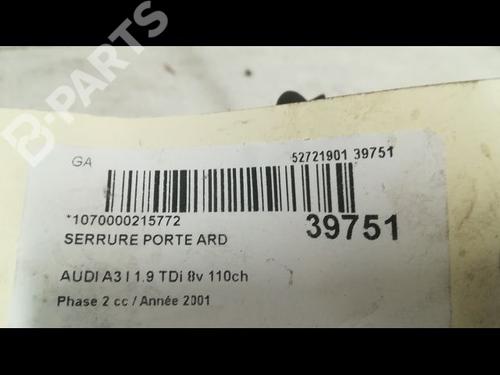 B-PARTS
GA
52721901 39751
*1070000215772
39751
SERRURE PORTE ARD
AUDI A3 I 1.9 TDi 8v 110ch
Phase 2 cc / Année 2001